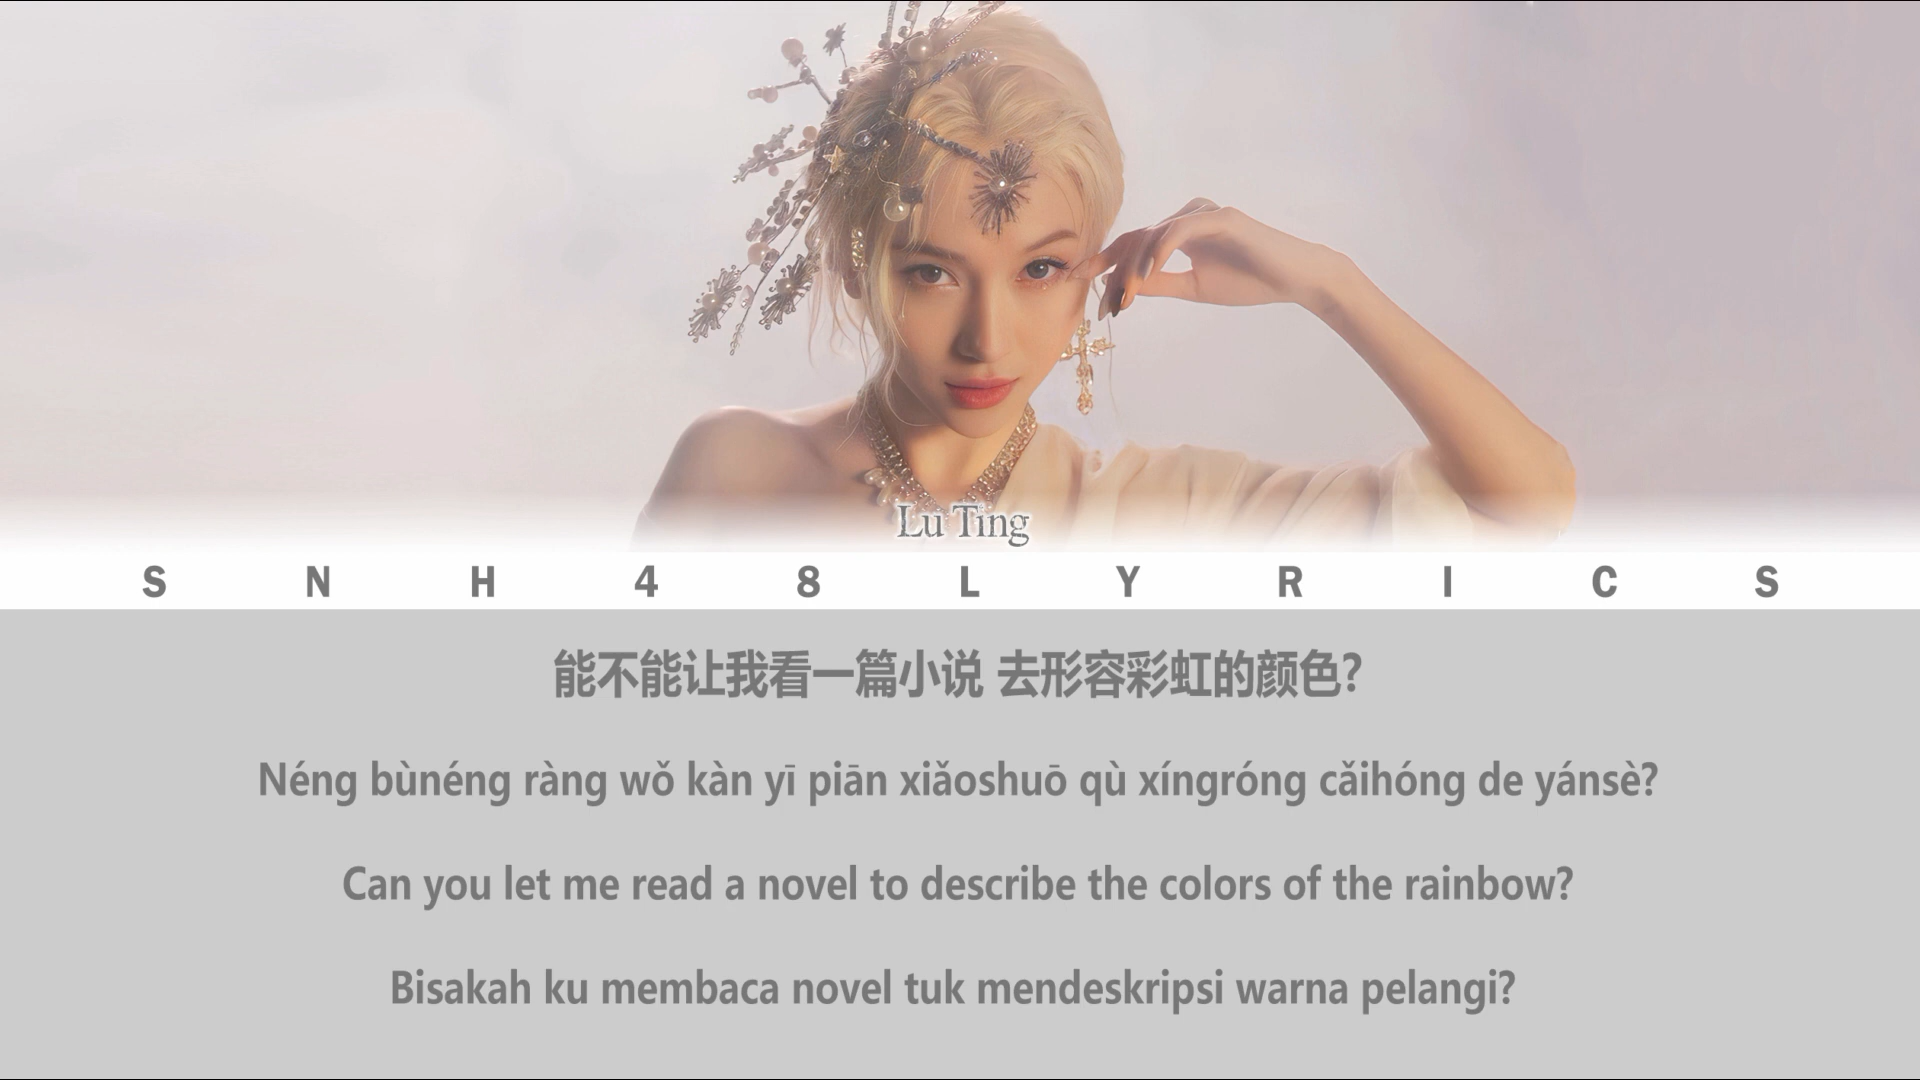 Lu Ting
SNH48LYRICS
能不能让我看一篇小说 去形容彩虹的颜色?
Néng bùnéng ràng wǒ kàn yī piān xiǎoshuō qù xíngróng cǎihóng de yánsè?
Can you let me read a novel to describe the colors of the rainbow?
Bisakah ku membaca novel tuk mendeskripsi warna pelangi?